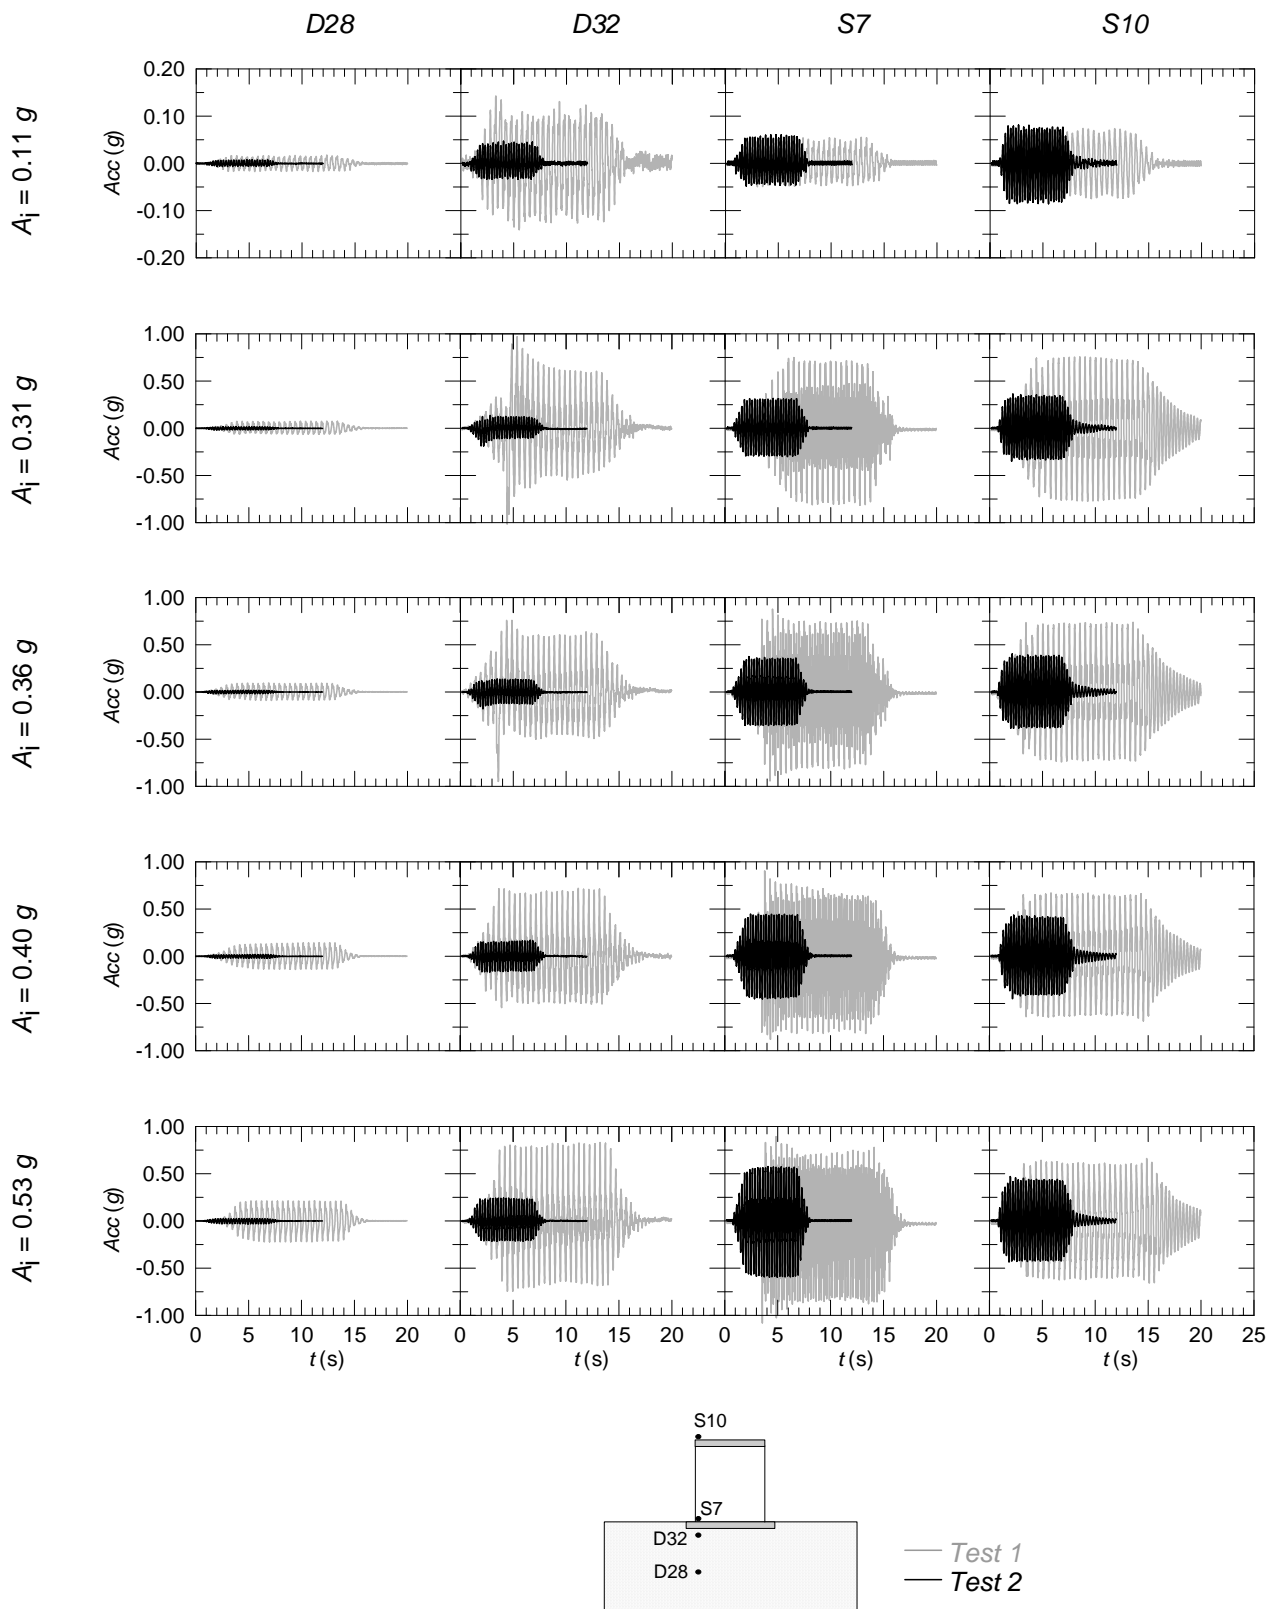 D28 D32 S7 S10
A_i = 0.11 g
Acc (g)
0.20
0.10
0.00
-0.10
-0.20
A_i = 0.31 g
Acc (g)
1.00
0.50
0.00
-0.50
-1.00
A_i = 0.36 g
Acc (g)
1.00
0.50
0.00
-0.50
-1.00
A_i = 0.40 g
Acc (g)
1.00
0.50
0.00
-0.50
-1.00
A_i = 0.53 g
Acc (g)
1.00
0.50
0.00
-0.50
-1.00
0 5 10 15 20 0 5 10 15 20 0 5 10 15 20 0 5 10 15 20 25
t (s) t (s) t (s) t (s)
S10
S7
D32
D28
Test 1
Test 2